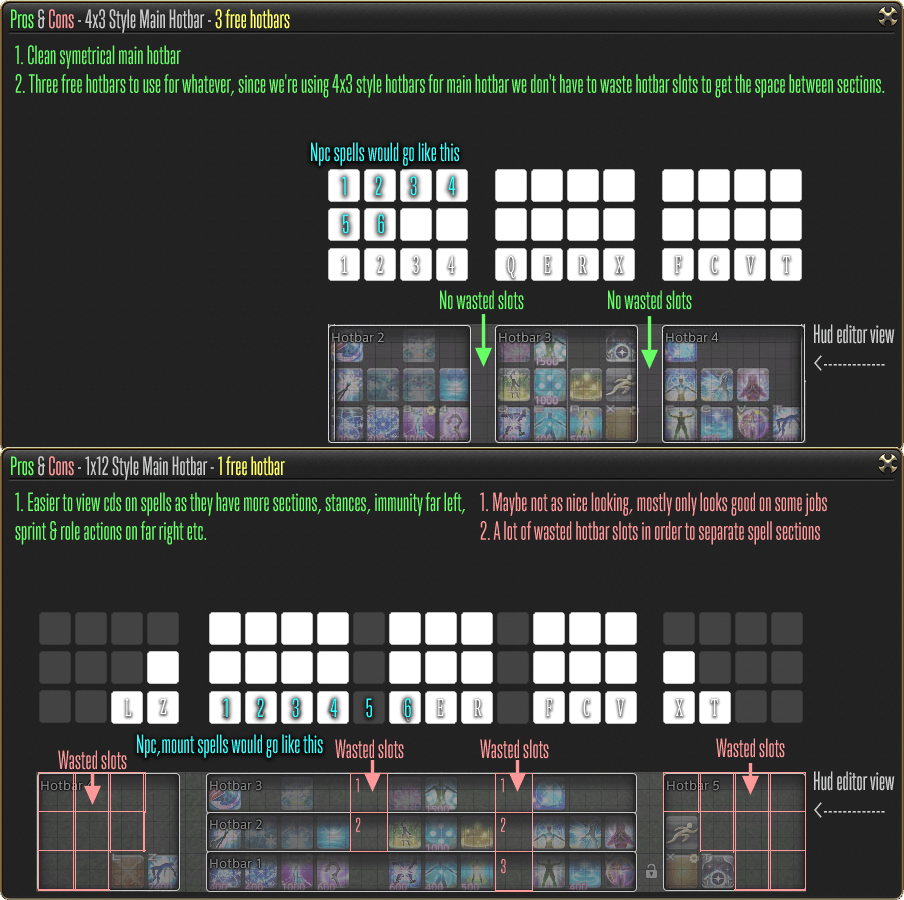 Pros & Cons - 4x3 Style Main Hotbar - 3 free hotbars
1. Clean symetrical main hotbar
2. Three free hotbars to use for whatever, since we're using 4x3 style hotbars for main hotbar we don't have to waste hotbar slots to get the space between sections.
Npc spells would go like this
1 2 3 4
5 6
1 2 3 4 Q E R X F C V T
No wasted slots No wasted slots
Hud editor view
<------------
Hotbar 2 Hotbar 3 Hotbar 4
1500
1000 1000
Pros & Cons - 1x12 Style Main Hotbar - 1 free hotbar
1. Easier to view cds on spells as they have more sections, stances, immunity far left,
sprint & role actions on far right etc.
1. Maybe not as nice looking, mostly only looks good on some jobs
2. A lot of wasted hotbar slots in order to separate spell sections
L Z 1 2 3 4 5 6 E R F C V X T
Npc,mount spells would go like this
Wasted slots Wasted slots Wasted slots Wasted slots
Hud editor view
<------------
Hotbar 4 Hotbar 3 1 1 Hotbar 5
Hotbar 2 2 2
Hotbar 1 3